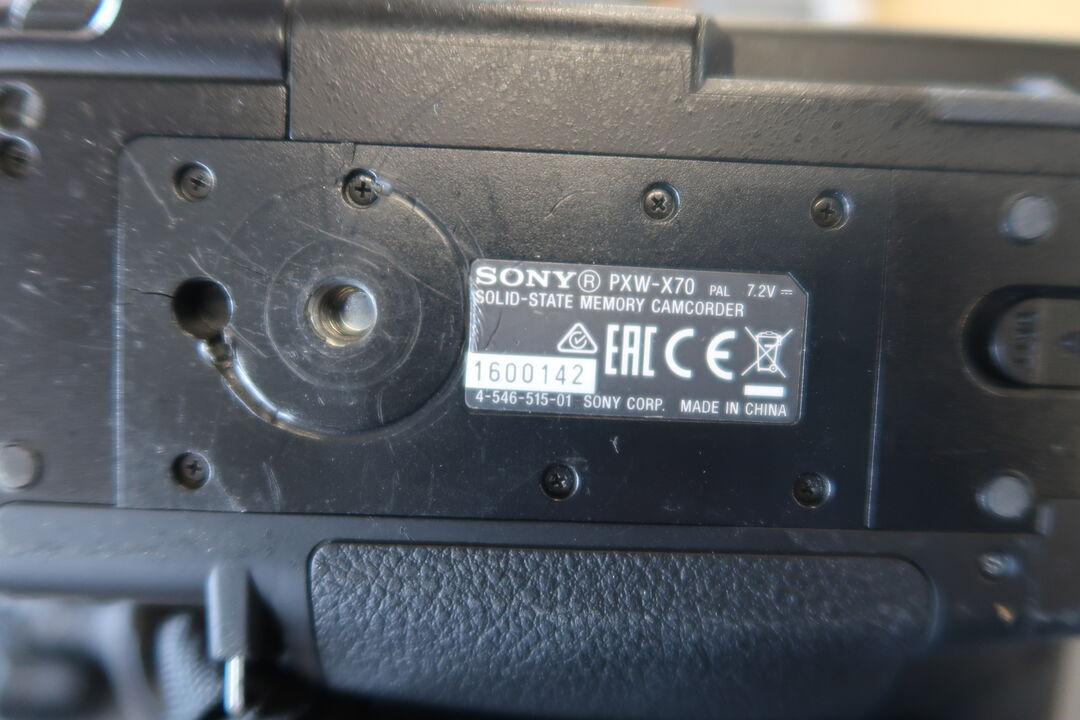 SONY® PXW-X70 PAL 7.2V ⎓
SOLID-STATE MEMORY CAMCORDER
EAC CE
1600142
4-546-515-01 SONY CORP. MADE IN CHINA